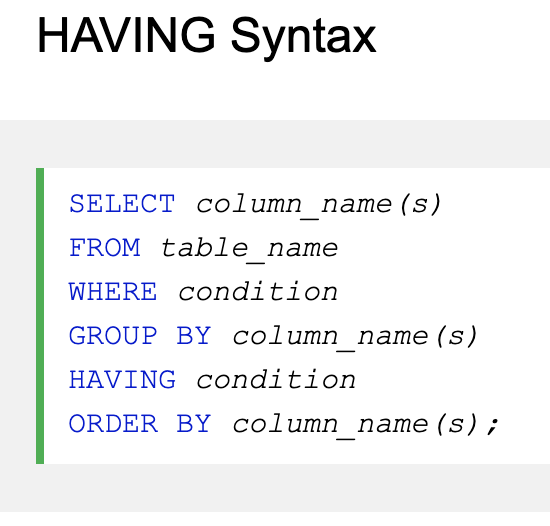 HAVING Syntax
SELECT column_name(s)
FROM table_name
WHERE condition
GROUP BY column_name(s)
HAVING condition
ORDER BY column_name(s);